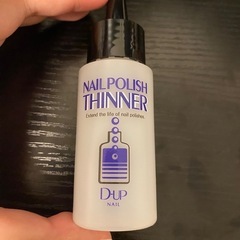 NAIL POLISH
THINNER
Extend the life of nail polishes
D-UP
NAIL